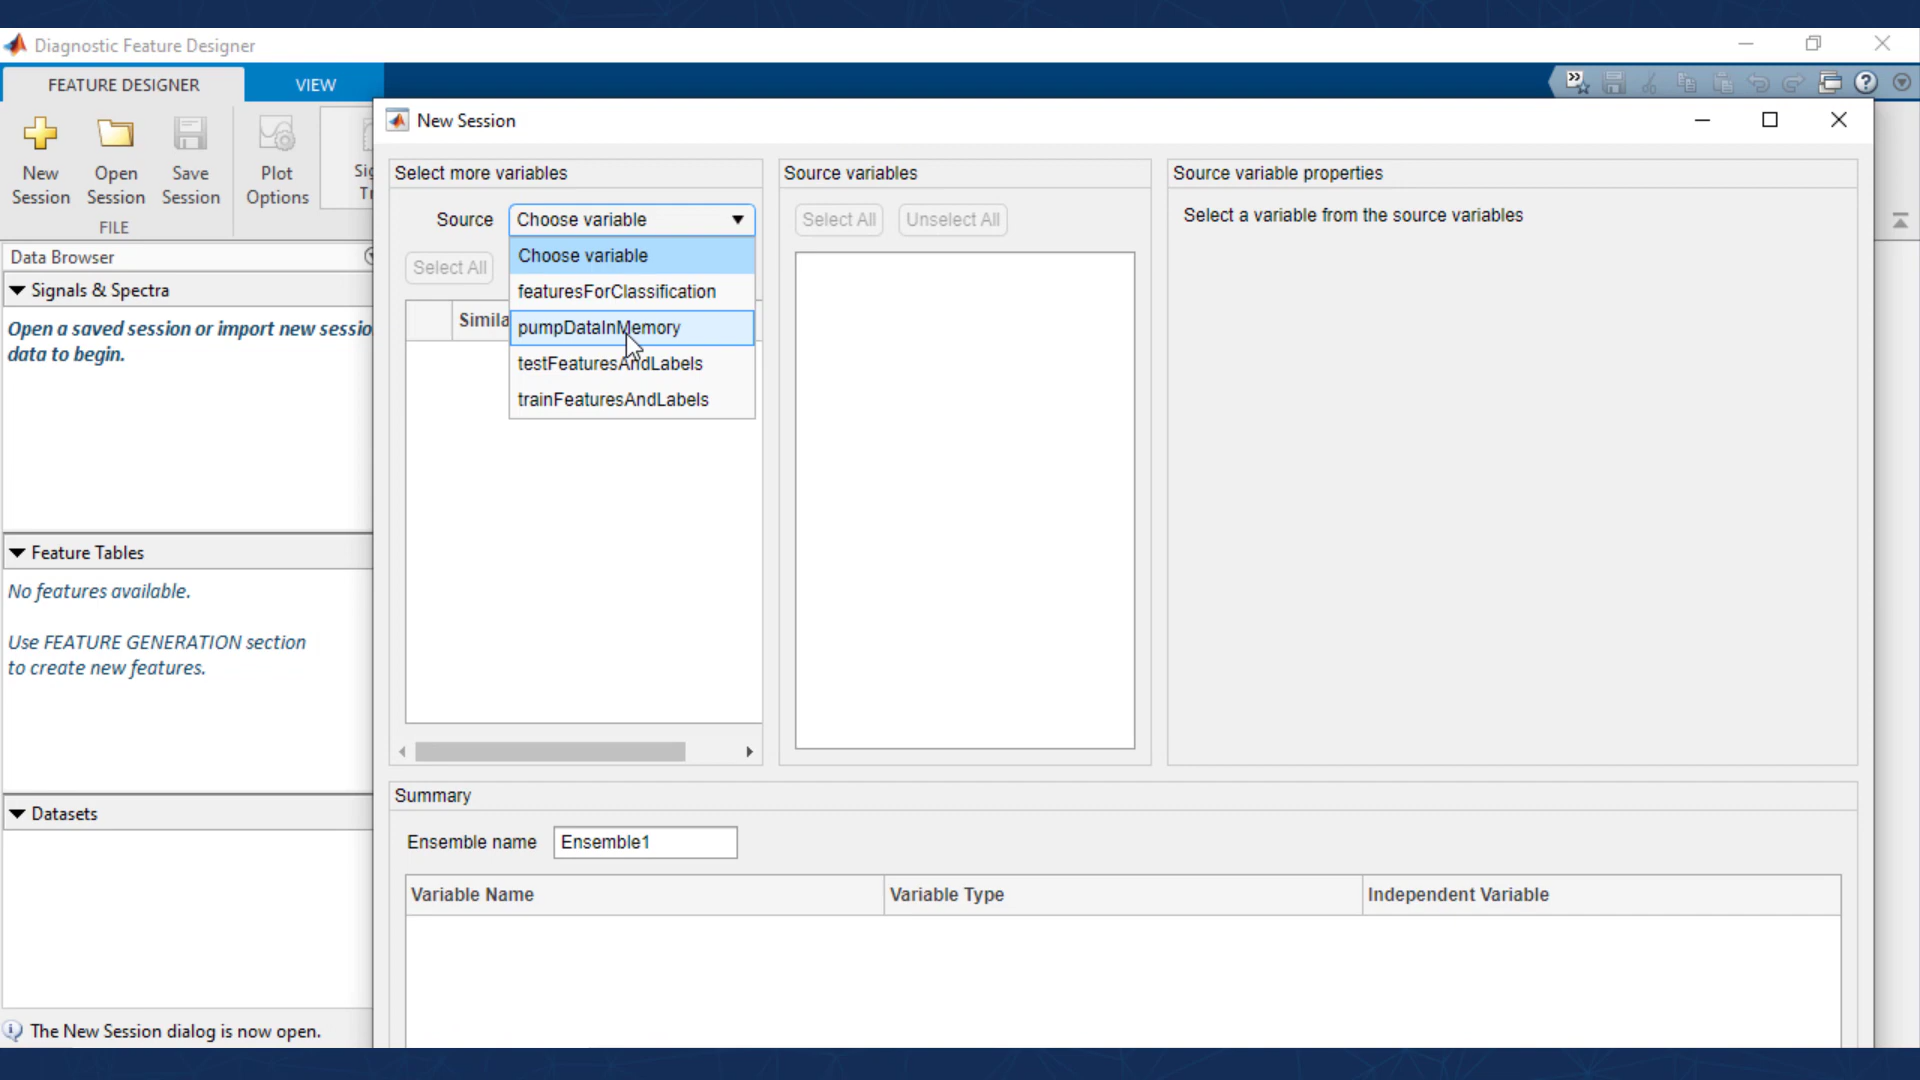 Diagnostic Feature Designer
FEATURE DESIGNER
VIEW
New Session
Open Session
Save Session
Plot Options
FILE
Data Browser
Signals & Spectra
Open a saved session or import new sessio
data to begin.
Feature Tables
No features available.
Use FEATURE GENERATION section
to create new features.
Datasets
The New Session dialog is now open.
New Session
Select more variables
Source
Choose variable
Choose variable
featuresForClassification
pumpDataInMemory
testFeaturesAndLabels
trainFeaturesAndLabels
Select All
Source variables
Select All
Unselect All
Source variable properties
Select a variable from the source variables
Summary
Ensemble name
Ensemble1
Variable Name
Variable Type
Independent Variable